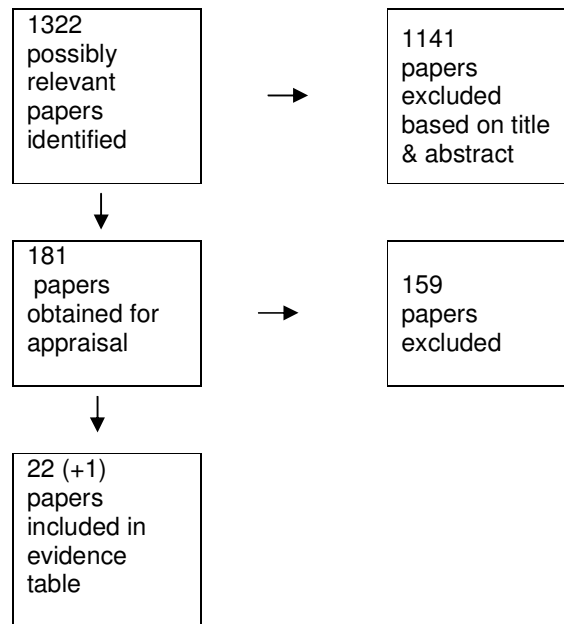 1322
possibly
relevant
papers
identified
1141
papers
excluded
based on title
& abstract
181
papers
obtained for
appraisal
159
papers
excluded
22 (+1)
papers
included in
evidence
table